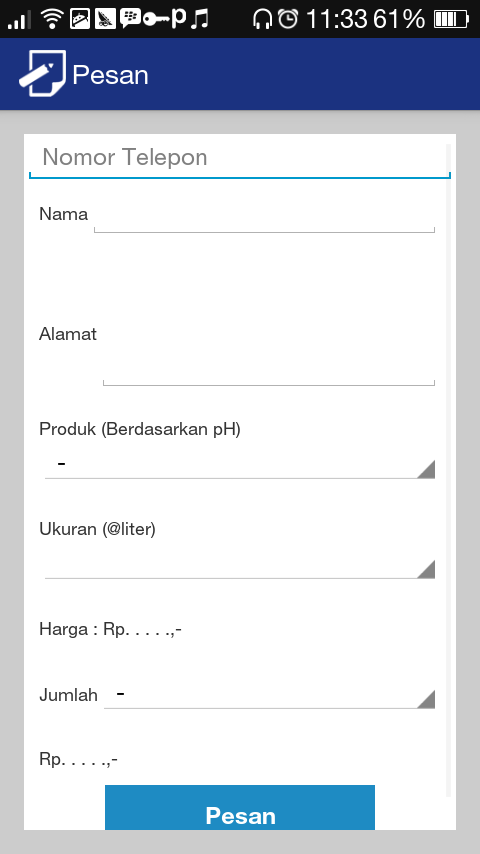 11:33 61%
Pesan
Nomor Telepon
Nama
Alamat
Produk (Berdasarkan pH)
-
Ukuran (@liter)
Harga : Rp. . . . .,-
Jumlah -
Rp. . . . .,-
Pesan